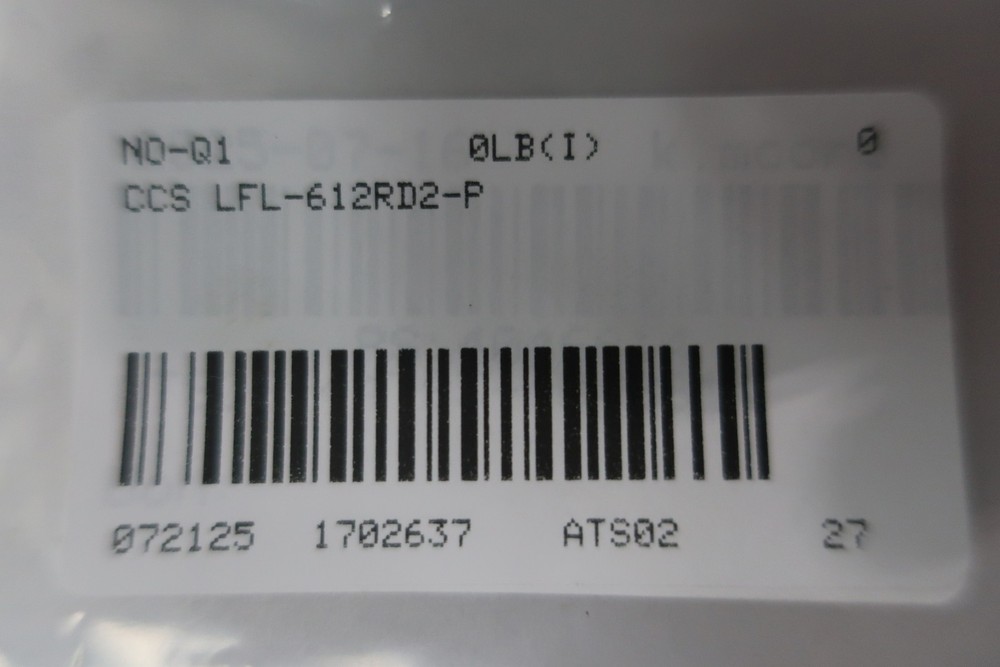 NO-Q1 0LB(I) 0
CCS LFL-612RD2-P
072125 1702637 ATS02 27